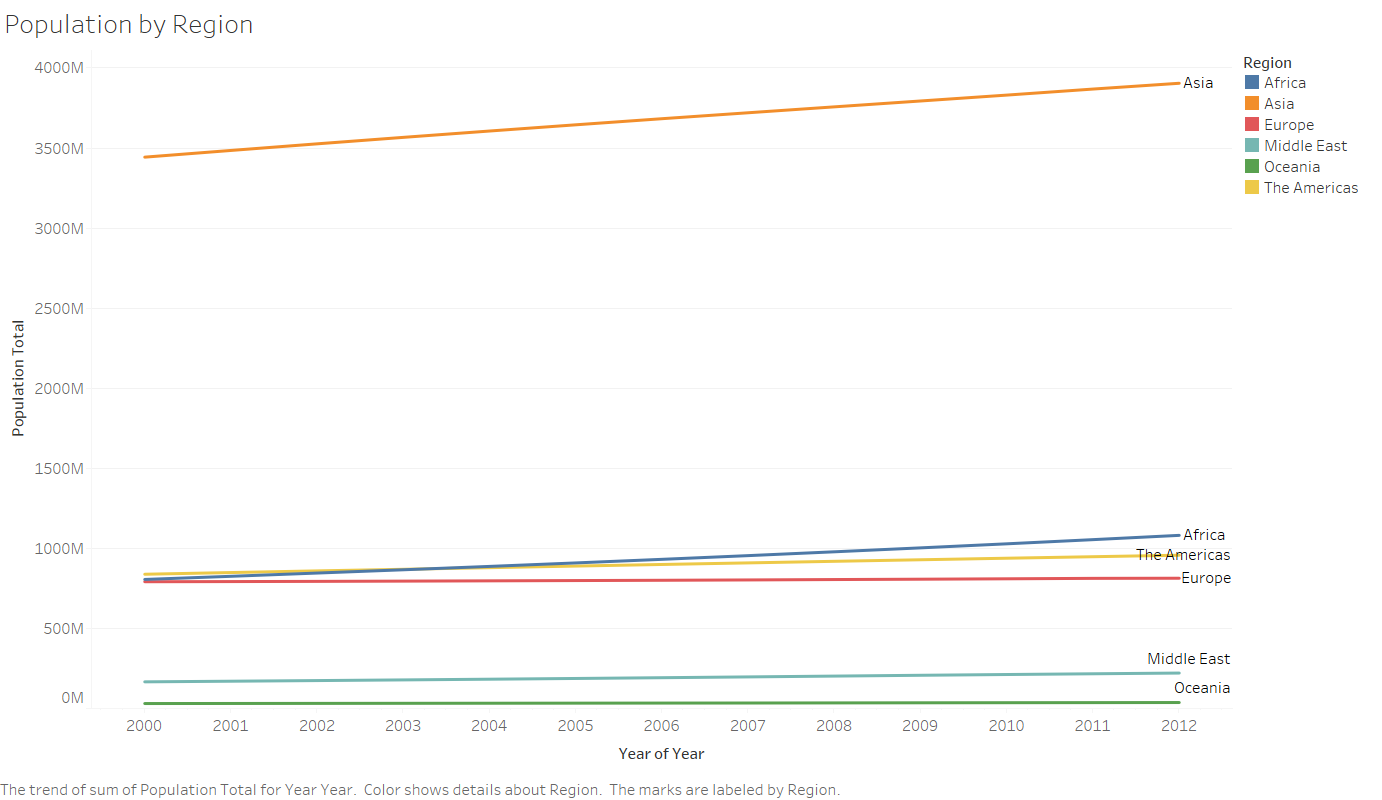 Population by Region
4000M
3500M
3000M
2500M
2000M
1500M
1000M
500M
0M
Population Total
2000 2001 2002 2003 2004 2005 2006 2007 2008 2009 2010 2011 2012
Year of Year
Asia
Africa
The Americas
Europe
Middle East
Oceania
Region
Africa
Asia
Europe
Middle East
Oceania
The Americas
The trend of sum of Population Total for Year Year.  Color shows details about Region.  The marks are labeled by Region.